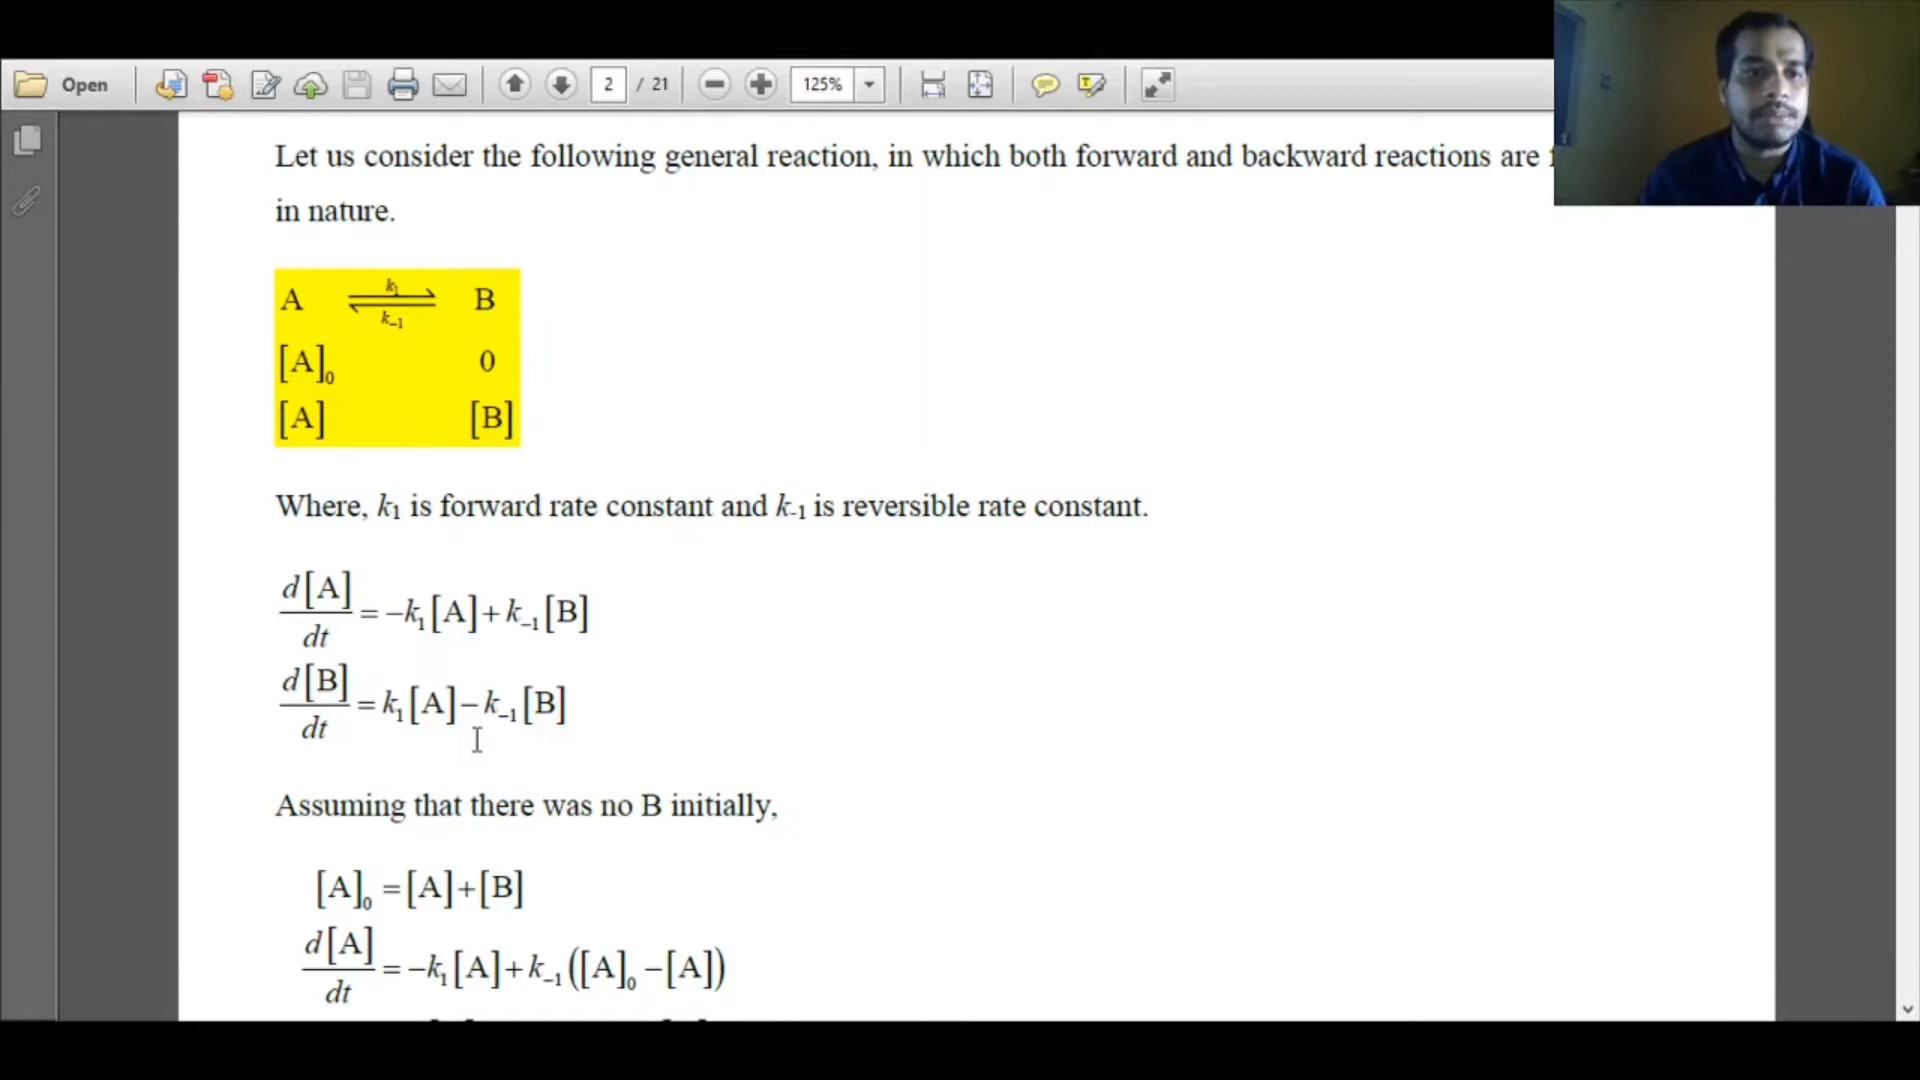 Open 2 / 21 125%
Let us consider the following general reaction, in which both forward and backward reactions are
in nature.
A ⇌ B
k₁
k₋₁
[A]₀ 0
[A] [B]
Where, k₁ is forward rate constant and k₋₁ is reversible rate constant.
d[A]/dt = −k₁[A] + k₋₁[B]
d[B]/dt = k₁[A] − k₋₁[B]
Assuming that there was no B initially,
[A]₀ = [A] + [B]
d[A]/dt = −k₁[A] + k₋₁([A]₀ − [A])